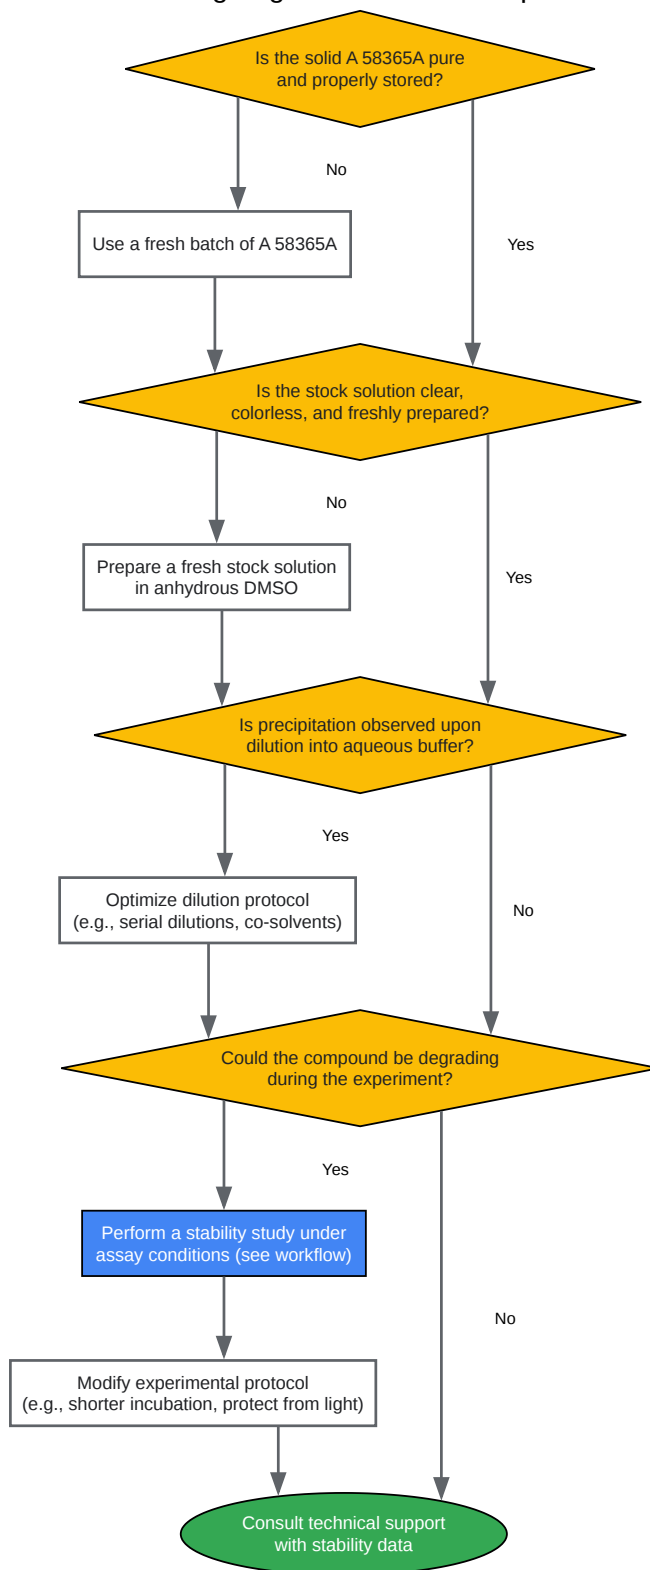 Is the solid A 58365A pure
and properly stored?
No
Use a fresh batch of A 58365A
Yes
Is the stock solution clear,
colorless, and freshly prepared?
No
Prepare a fresh stock solution
in anhydrous DMSO
Yes
Is precipitation observed upon
dilution into aqueous buffer?
Yes
Optimize dilution protocol
(e.g., serial dilutions, co-solvents)
No
Could the compound be degrading
during the experiment?
Yes
Perform a stability study under
assay conditions (see workflow)
No
Modify experimental protocol
(e.g., shorter incubation, protect from light)
Consult technical support
with stability data